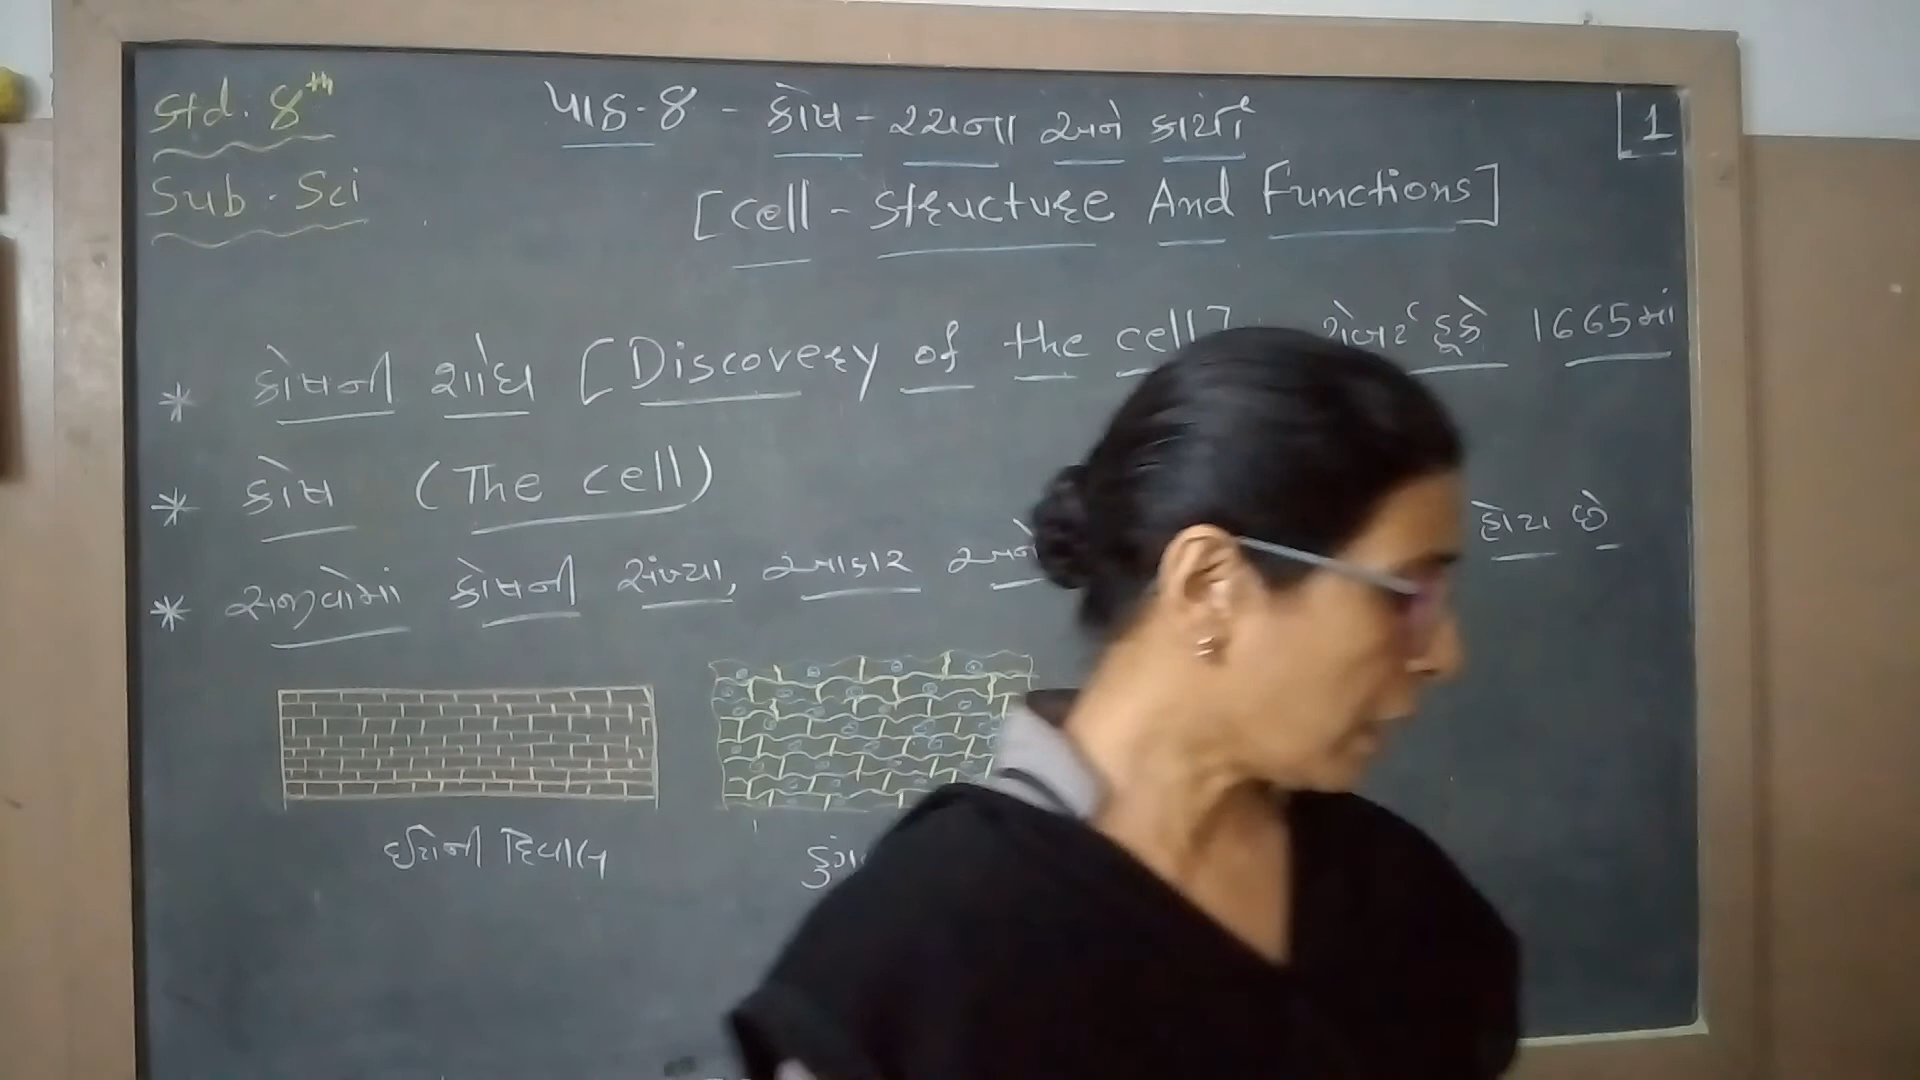 Std. 8th
Sub. Sci
પાઠ-8 - કોષ - રચના અને કાર્યો
1
[Cell - Structure And Functions]
* કોષની શોધ [Discovery of the cell] રોબર્ટ હૂકે 1665માં
* કોષ (The cell)
* સજીવોમાં કોષની સંખ્યા, આકાર અને હોય છે
ઈંટોની દિવાલ